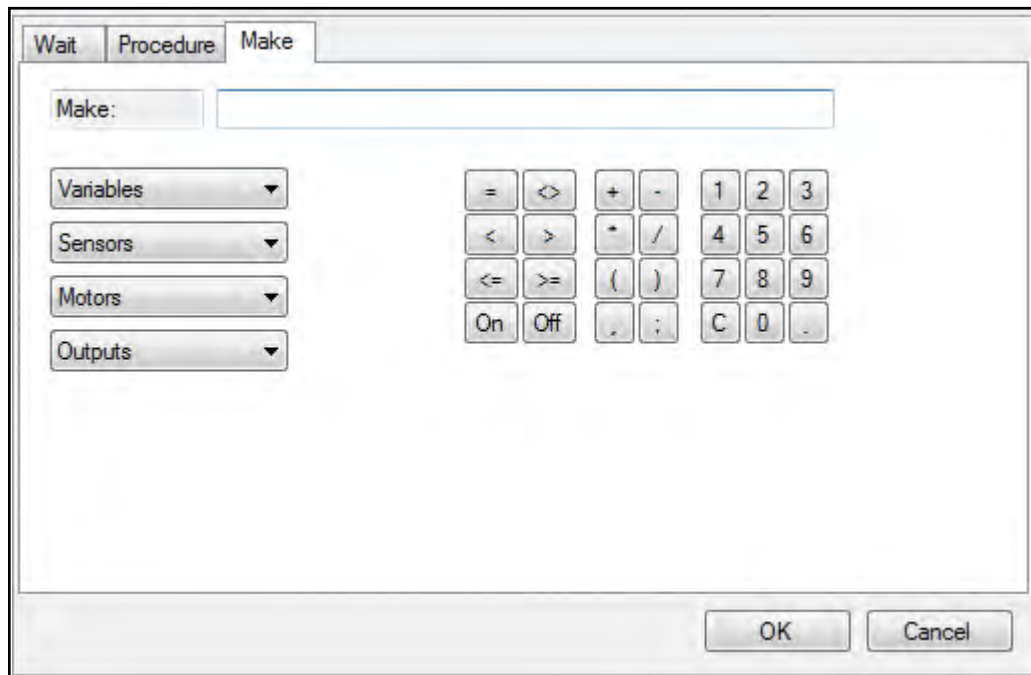 Wait Procedure Make
Make:
Variables = <> + - 1 2 3
Sensors < > * / 4 5 6
Motors <= >= ( ) 7 8 9
On Off , ; C 0 .
Outputs
OK Cancel